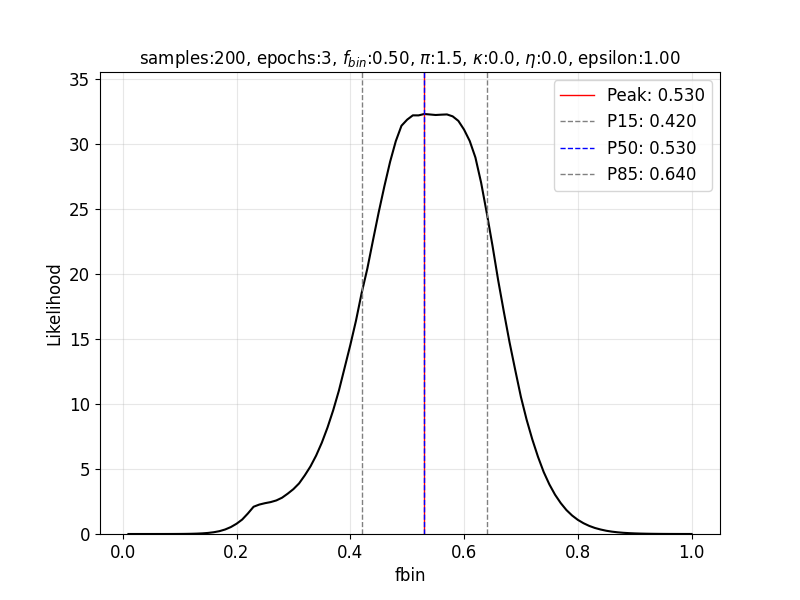 samples:200, epochs:3, $f_{bin}$:0.50, π:1.5, κ:0.0, η:0.0, epsilon:1.00
35
30
25
20
15
10
5
0
Likelihood
Peak: 0.530
P15: 0.420
P50: 0.530
P85: 0.640
0.0 0.2 0.4 0.6 0.8 1.0
fbin